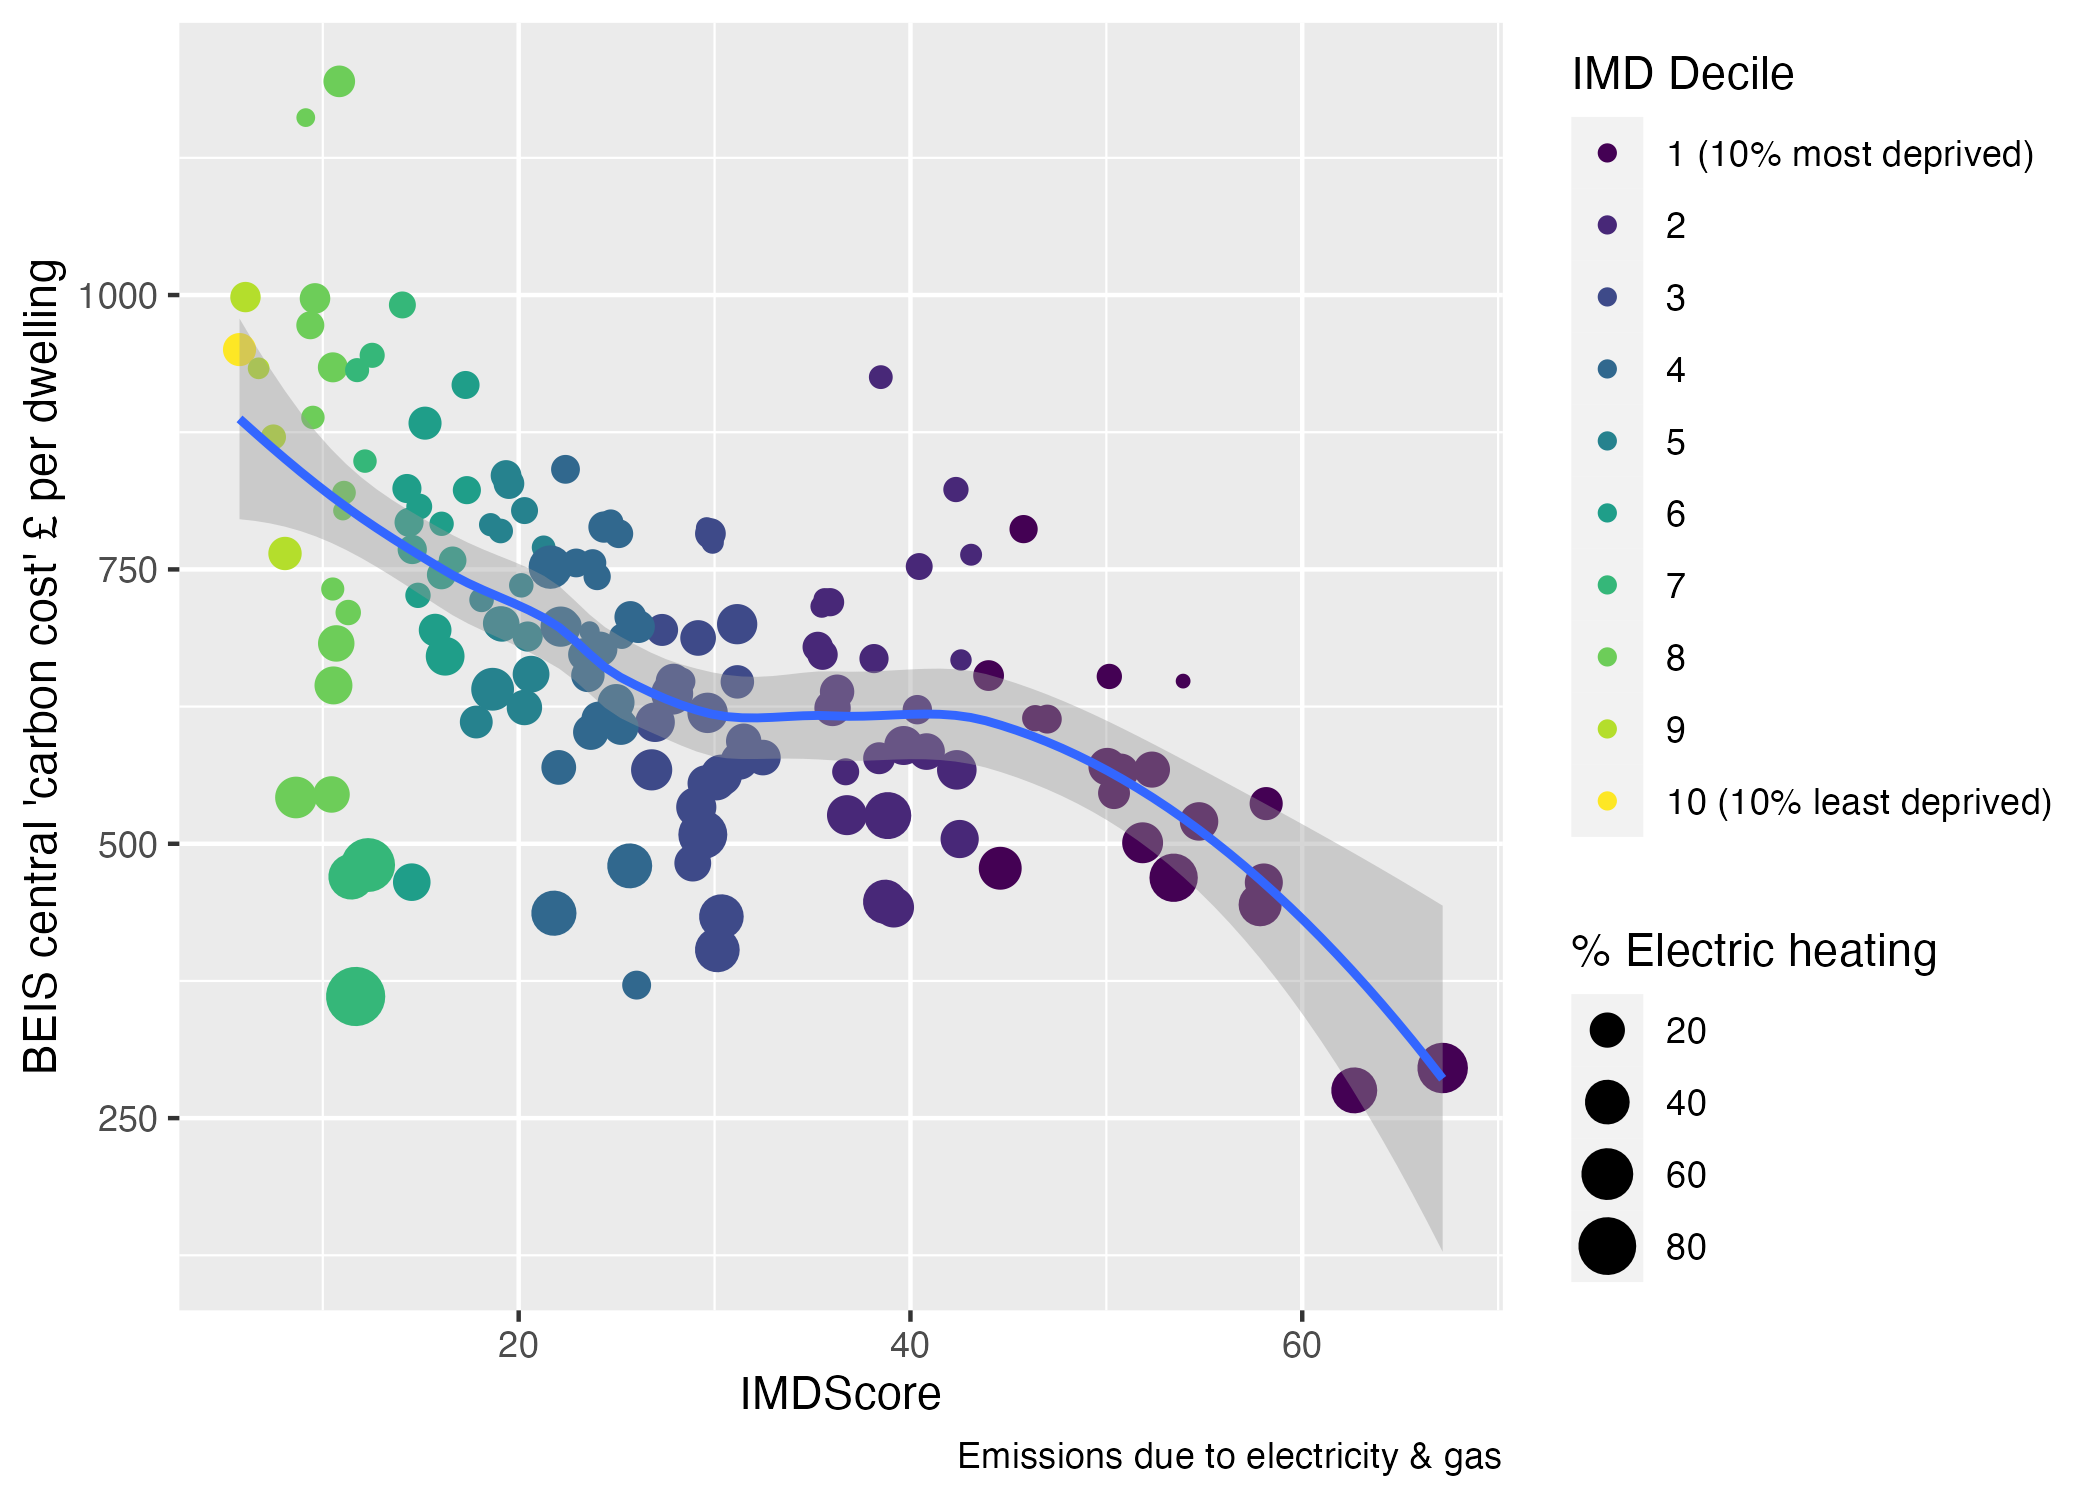 BEIS central 'carbon cost' £ per dwelling
1000
750
500
250
20
40
60
IMDScore
Emissions due to electricity & gas
IMD Decile
1 (10% most deprived)
2
3
4
5
6
7
8
9
10 (10% least deprived)
% Electric heating
20
40
60
80